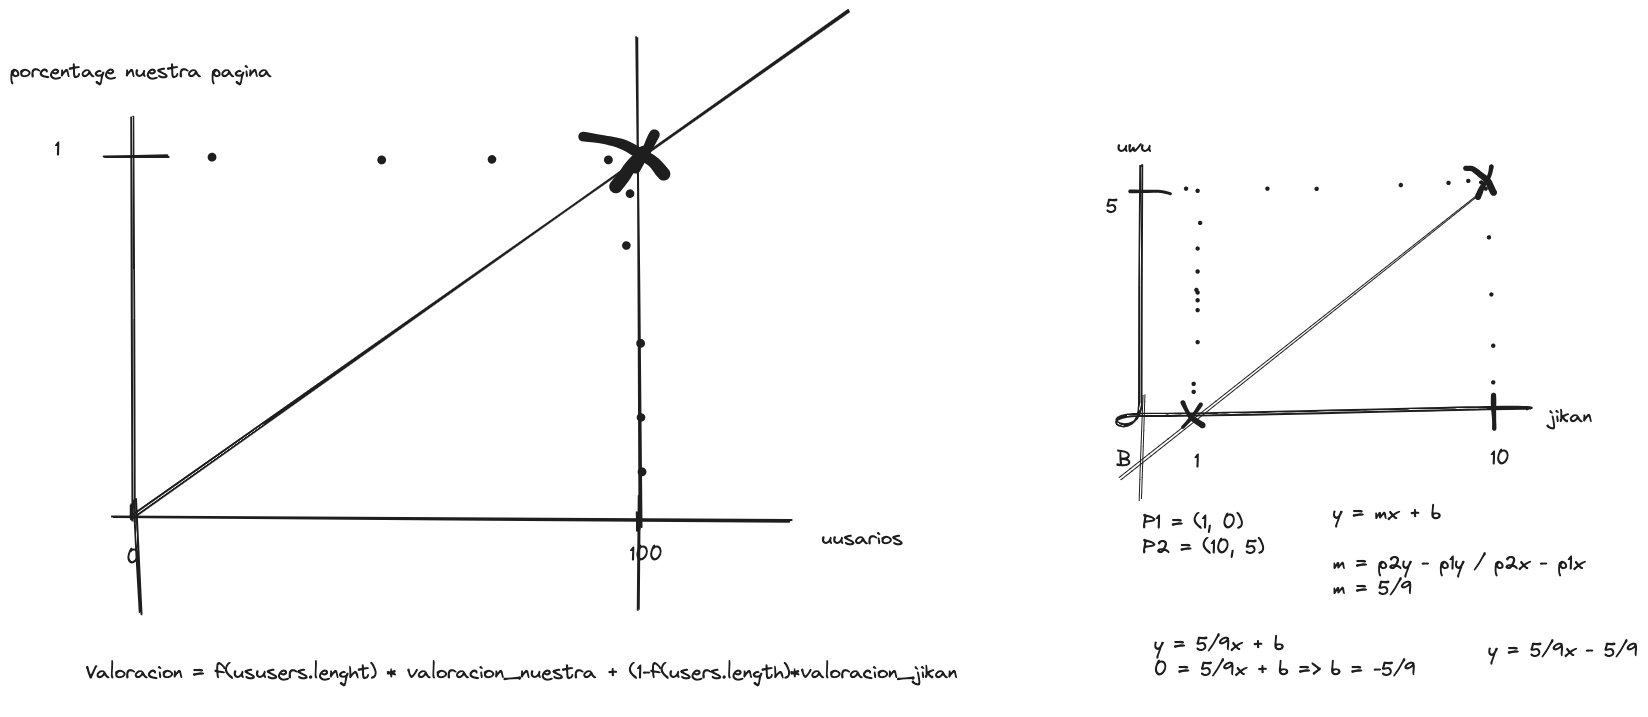 porcentage nuestra pagina
1
0
100
uusarios
Valoracion = f(ususers.lenght) * valoracion_nuestra + (1-f(users.length)*valoracion_jikan
uwu
5
jikan
B
1
10
P1 = (1, 0)
P2 = (10, 5)
y = mx + b
m = p2y - p1y / p2x - p1x
m = 5/9
y = 5/9x + b
0 = 5/9x + b => b = -5/9
y = 5/9x - 5/9